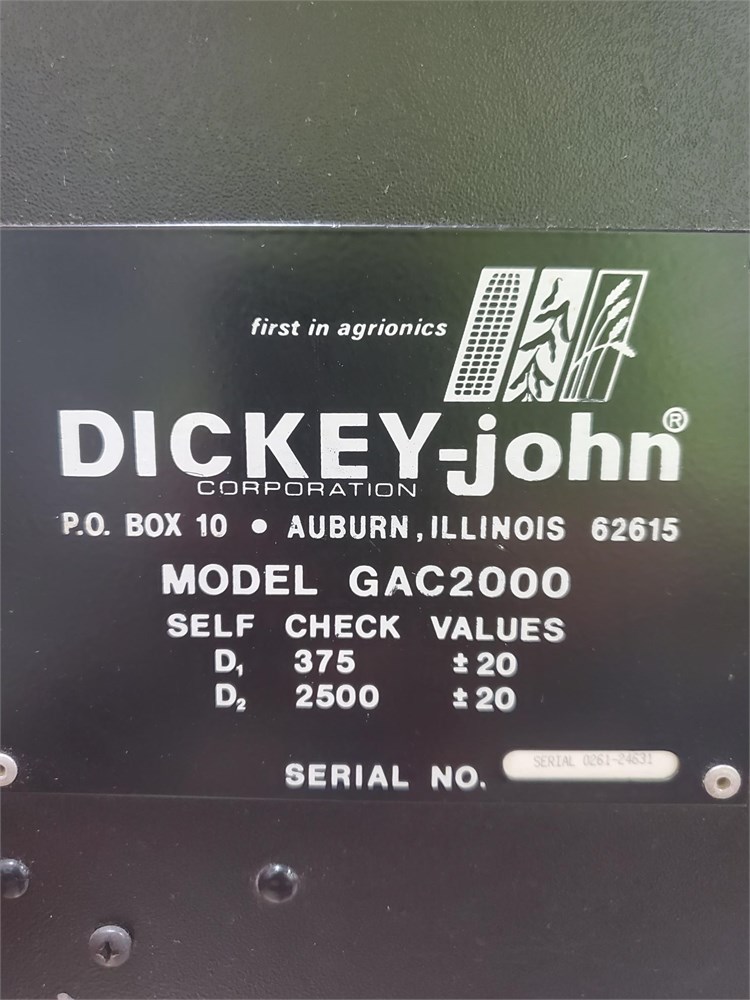 first in agrionics
DICKEY-john®
CORPORATION
P.O. BOX 10 • AUBURN, ILLINOIS 62615
MODEL GAC2000
SELF CHECK VALUES
D₁ 375 ±20
D₂ 2500 ±20
SERIAL NO. SERIAL 0261-24631